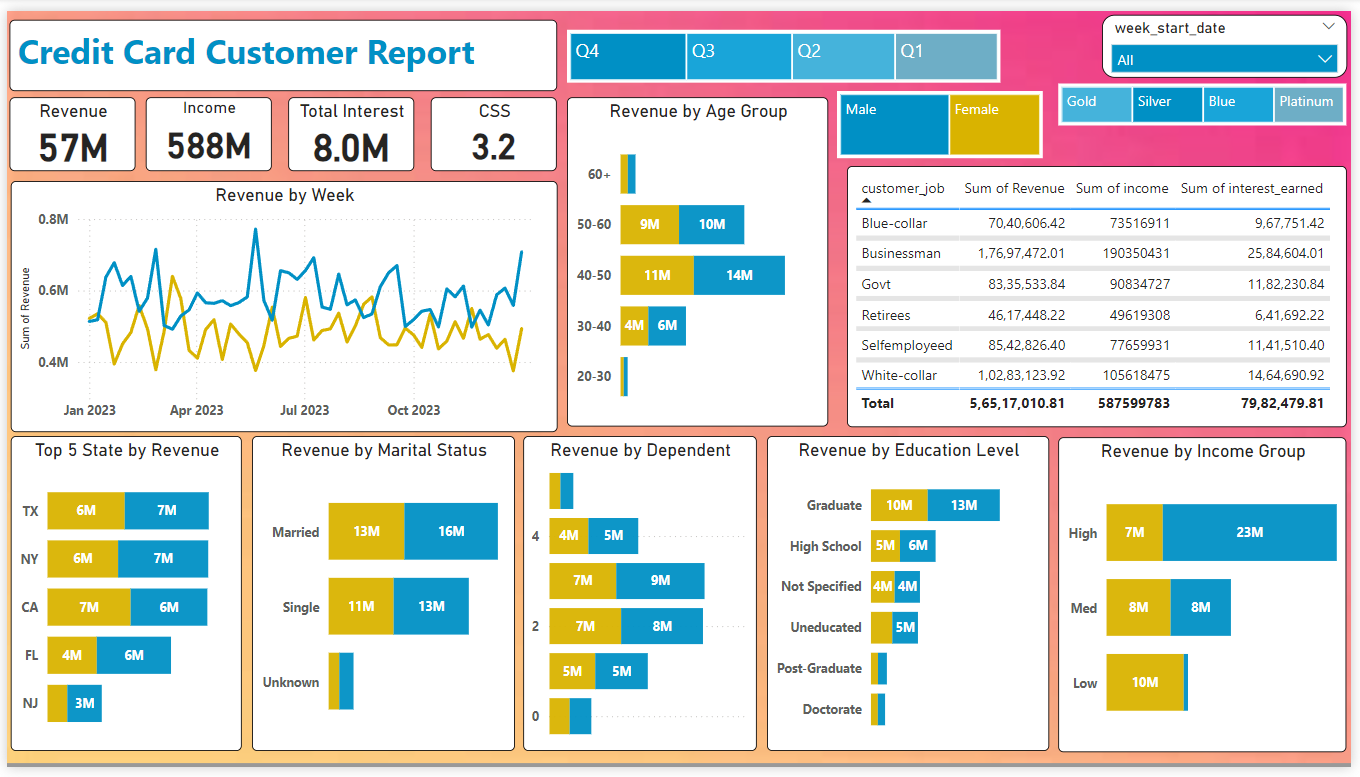 Credit Card Customer Report
Q4 Q3 Q2 Q1
week_start_date
All
Male Female
Gold Silver Blue Platinum
Revenue
57M
Income
588M
Total Interest
8.0M
CSS
3.2
Revenue by Week
Sum of Revenue
0.8M
0.6M
0.4M
Jan 2023 Apr 2023 Jul 2023 Oct 2023
Revenue by Age Group
60+
50-60 9M 10M
40-50 11M 14M
30-40 4M 6M
20-30
customer_job Sum of Revenue Sum of income Sum of interest_earned
Blue-collar 70,40,606.42 73516911 9,67,751.42
Businessman 1,76,97,472.01 190350431 25,84,604.01
Govt 83,35,533.84 90834727 11,82,230.84
Retirees 46,17,448.22 49619308 6,41,692.22
Selfemployeed 85,42,826.40 77659931 11,41,510.40
White-collar 1,02,83,123.92 105618475 14,64,690.92
Total 5,65,17,010.81 587599783 79,82,479.81
Top 5 State by Revenue
TX 6M 7M
NY 6M 7M
CA 7M 6M
FL 4M 6M
NJ 3M
Revenue by Marital Status
Married 13M 16M
Single 11M 13M
Unknown
Revenue by Dependent
4 4M 5M
7M 9M
2 7M 8M
5M 5M
0
Revenue by Education Level
Graduate 10M 13M
High School 5M 6M
Not Specified 4M 4M
Uneducated 5M
Post-Graduate
Doctorate
Revenue by Income Group
High 7M 23M
Med 8M 8M
Low 10M